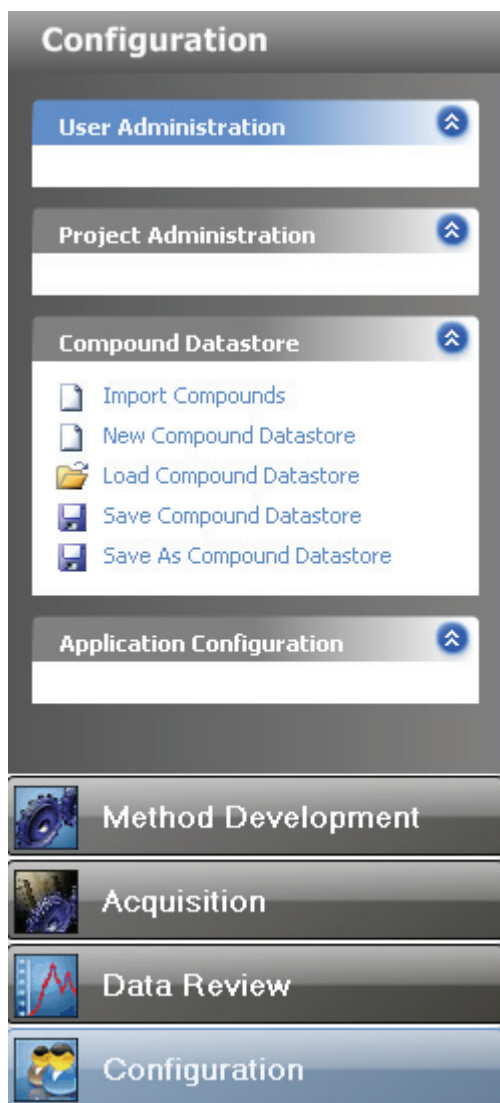 Configuration
User Administration
Project Administration
Compound Datastore
Import Compounds
New Compound Datastore
Load Compound Datastore
Save Compound Datastore
Save As Compound Datastore
Application Configuration
Method Development
Acquisition
Data Review
Configuration